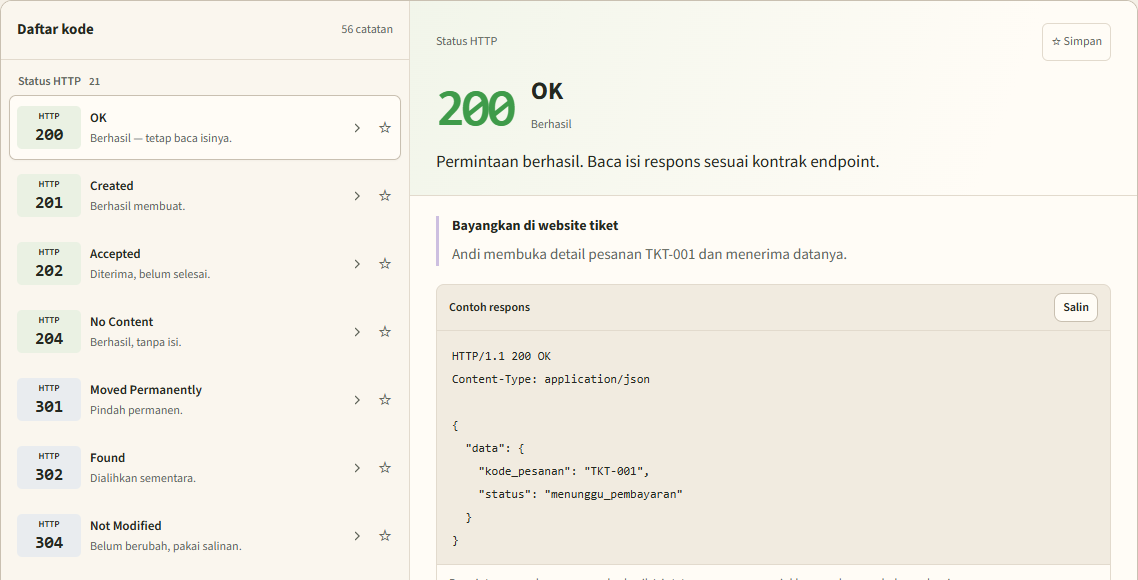 Daftar kode
56 catatan
Status HTTP 21
HTTP
200
OK
Berhasil — tetap baca isinya.
HTTP
201
Created
Berhasil membuat.
HTTP
202
Accepted
Diterima, belum selesai.
HTTP
204
No Content
Berhasil, tanpa isi.
HTTP
301
Moved Permanently
Pindah permanen.
HTTP
302
Found
Dialihkan sementara.
HTTP
304
Not Modified
Belum berubah, pakai salinan.
Status HTTP
☆ Simpan
200
OK
Berhasil
Permintaan berhasil. Baca isi respons sesuai kontrak endpoint.
Bayangkan di website tiket
Andi membuka detail pesanan TKT-001 dan menerima datanya.
Contoh respons
Salin
HTTP/1.1 200 OK
Content-Type: application/json
{
"data": {
"kode_pesanan": "TKT-001",
"status": "menunggu_pembayaran"
}
}